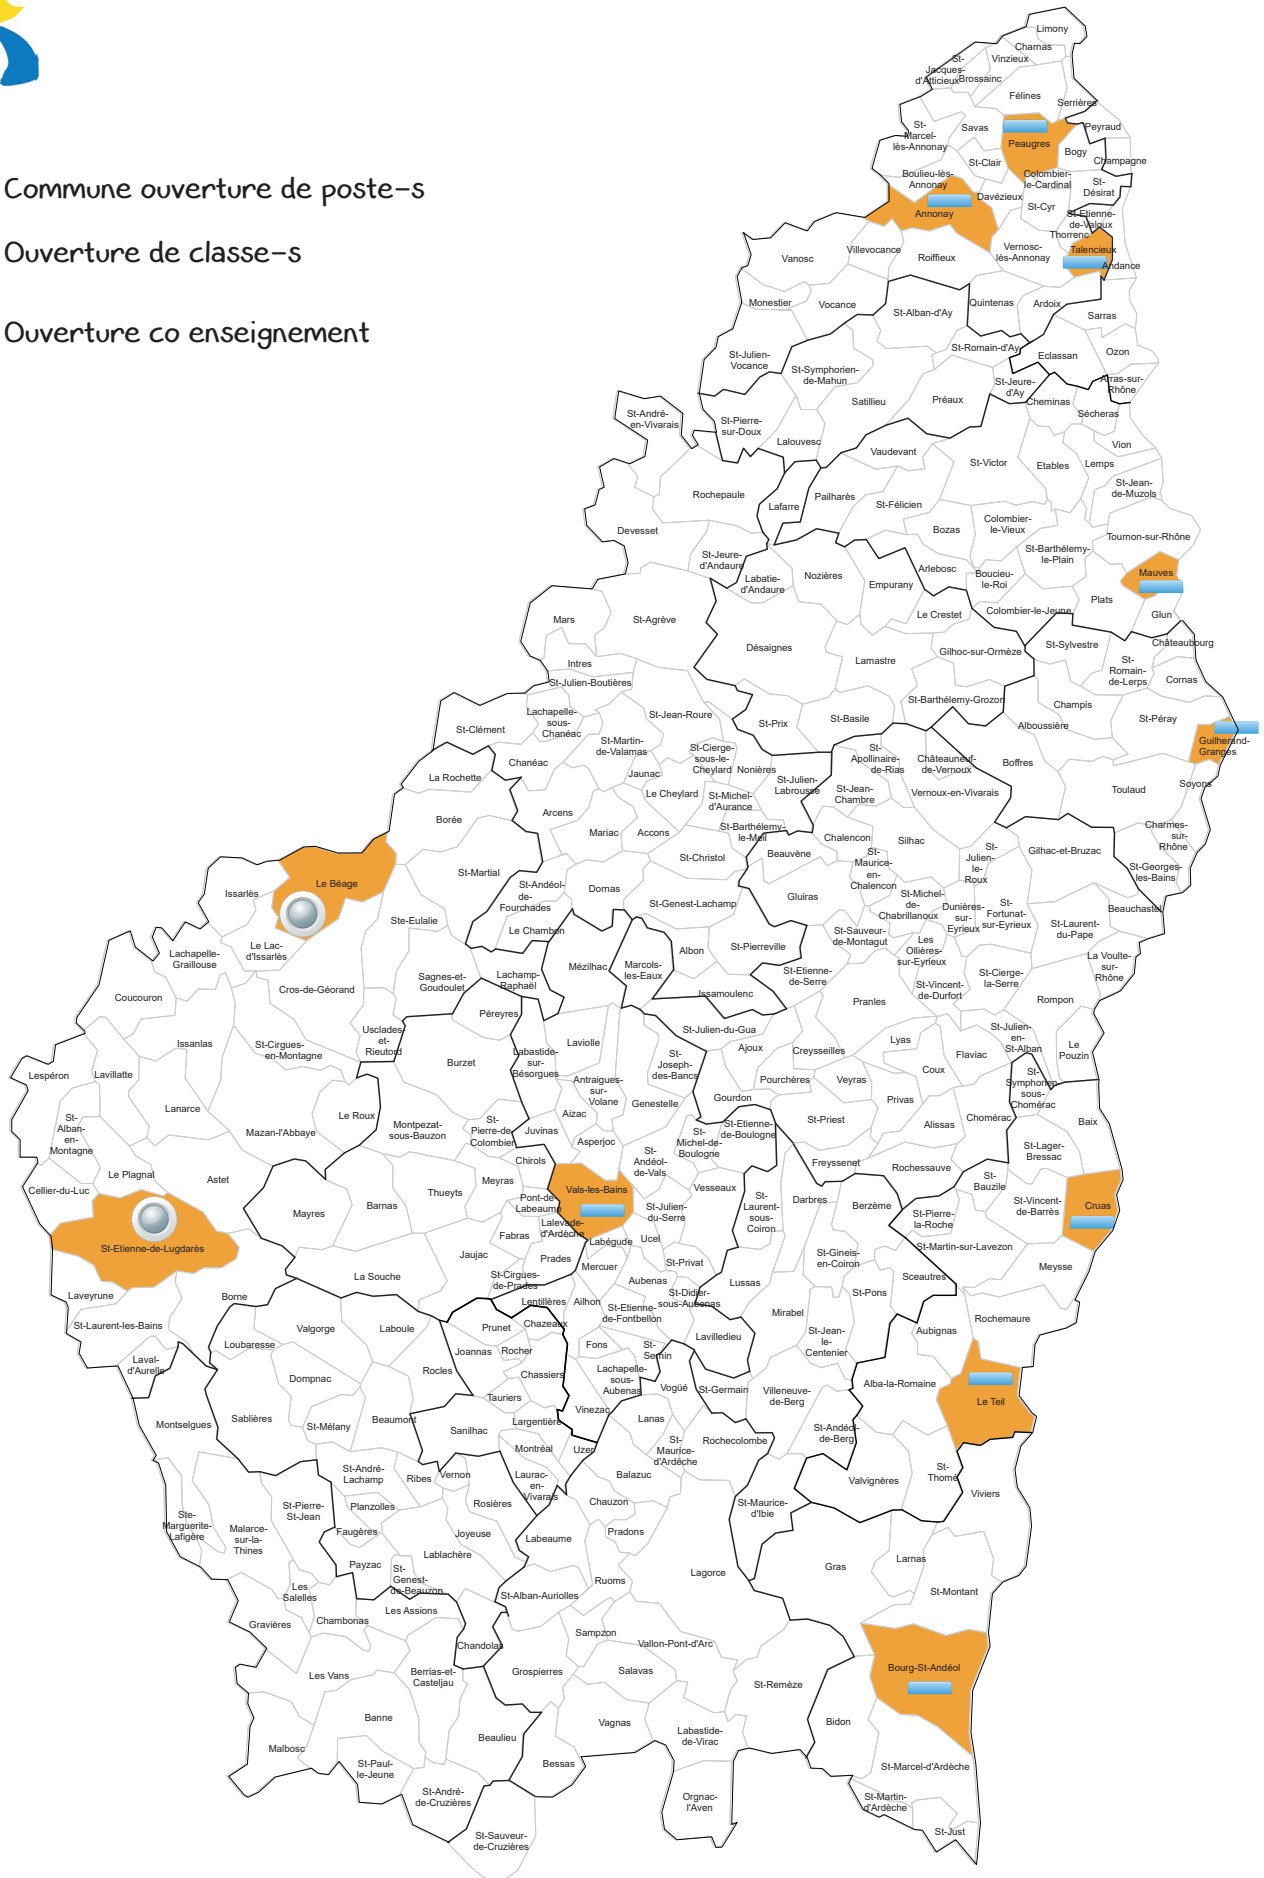 Commune ouverture de poste-s
Ouverture de classe-s
Ouverture co enseignement
Limony
Charnas
St-
Jacques-
d'Atticieux
Vinzieux
Brossainc
Félines
Serrières
St-
Marcel-
lès-Annonay
Savas
Peaugres
Peyraud
Bogy
Champagne
St-Clair
Boulieu-lès-
Annonay
Colombier-
le-Cardinal
St-
Désirat
Davézieux
St-Cyr
Annonay
St-Etienne-
de-Valoux
Thorrenc
Talencieux
Andance
Vernosc-
lès-Annonay
Villevocance
Roiffieux
Vanosc
Monestier
Vocance
St-Alban-d'Ay
Quintenas
Ardoix
Sarras
St-Romain-d'Ay
Eclassan
Ozon
St-Julien-
Vocance
St-Symphorien-
de-Mahun
St-Jeure-
d'Ay
Arras-sur-
Rhône
Satillieu
Préaux
Cheminas
Sécheras
St-André-
en-Vivarais
St-Pierre-
sur-Doux
Lalouvesc
Vaudevant
St-Victor
Etables
Lemps
Vion
Rochepaule
Lafarre
Pailharès
St-Félicien
St-Jean-
de-Muzols
Devesset
Bozas
Colombier-
le-Vieux
Tournon-sur-Rhône
St-Barthélemy-
le-Plain
St-Jeure-
d'Andaure
Labatie-
d'Andaure
Nozières
Empurany
Arlebosc
Boucieu-
le-Roi
Mauves
Plats
Glun
Mars
St-Agrève
Le Crestet
Colombier-le-Jeune
Désaignes
Lamastre
Gilhoc-sur-Ormèze
St-Sylvestre
Châteaubourg
St-
Romain-
de-Lerps
Cornas
Intres
St-Julien-Boutières
St-Barthélemy-Grozon
Champis
St-Clément
Lachapelle-
sous-
Chanéac
St-Jean-Roure
St-Prix
St-Basile
Alboussière
St-Péray
Guilherand-
Granges
St-Martin-
de-Valamas
Chanéac
St-Cierge-
sous-le-
Cheylard
Nonières
St-
Apollinaire-
de-Rias
Châteauneuf-
de-Vernoux
Boffres
Toulaud
Soyons
La Rochette
Jaunac
Le Cheylard
St-Michel-
d'Aurance
St-Julien-
Labrousse
St-Jean-
Chambre
Vernoux-en-Vivarais
Borée
Arcens
Mariac
Accons
St-Barthélemy-
le-Meil
Chalencon
Silhac
Charmes-
sur-
Rhône
St-Georges-
les-Bains
Beauchastel
Le Béage
Issarlès
St-Martial
St-Christol
Beauvène
St-
Maurice-
en-
Chalencon
St-
Julien-
le-
Roux
Gilhac-et-Bruzac
St-Andéol-
de-
Fourchades
Dornas
St-Genest-Lachamp
Gluiras
St-Michel-
de-
Chabrillanoux
Dunières-
sur-
Eyrieux
St-
Fortunat-
sur-Eyrieux
St-Laurent-
du-Pape
Ste-Eulalie
Le Chambon
Albon
St-Pierreville
St-Sauveur-
de-Montagut
Les
Ollières-
sur-Eyrieux
La Voulte-
sur-
Rhône
Lachapelle-
Graillouse
Le Lac-
d'Issarlès
Sagnes-et-
Goudoulet
Lachamp-
Raphaël
Mézilhac
Marcols-
les-Eaux
St-Etienne-
de-Serre
St-Vincent-
de-Durfort
St-Cierge-
la-Serre
Rompon
Coucouron
Cros-de-Géorand
Issamoulenc
Pranles
Péreyres
Issanlas
St-Cirgues-
en-Montagne
Usclades-
et-
Rieutord
Burzet
Labastide-
sur-
Bésorgues
Laviolle
St-Julien-du-Gua
Ajoux
Creysseilles
Lyas
Flaviac
St-Julien-
en-
St-Alban
Le
Pouzin
Lespéron
Lavillatte
St-
Joseph-
des-Bancs
Pourchères
Veyras
Coux
Antraigues-
sur-
Volane
Genestelle
Gourdon
Privas
St-
Symphorien-
sous-
Chomérac
Lanarce
Le Roux
Mazan-l'Abbaye
Montpezat-
sous-Bauzon
St-
Pierre-de-
Colombier
Juvinas
Aizac
Asperjoc
St-Priest
Alissas
Chomérac
Baix
St-
Alban-
en-
Montagne
St-
Andéol-
de-Vals
St-
Michel-de-
Boulogne
St-Etienne-
de-Boulogne
Freyssenet
Rochessauve
St-Lager-
Bressac
Le Plagnal
Cellier-du-Luc
Astet
Chirols
Meyras
Vals-les-Bains
Vesseaux
St-
Laurent-
sous-
Coiron
Darbres
Berzème
St-
Bauzile
St-Vincent-
de-Barrès
Cruas
Mayres
Barnas
Thueyts
Pont-de-
Labeaume
St-Julien-
du-Serre
St-Pierre-
la-Roche
St-Etienne-de-Lugdarès
Fabras
Lalevade-
d'Ardèche
Labégude
Ucel
St-Gineis-
en-Coiron
St-Martin-sur-Lavezon
Meysse
Jaujac
Prades
Mercuer
St-Privat
Sceautres
La Souche
St-Cirgues-
de-Prades
Aubenas
St-Didier-
sous-Aubenas
Lussas
St-Pons
Laveyrune
Borne
Lentillères
Ailhon
St-Etienne-
de-Fontbellon
Mirabel
Rochemaure
St-Laurent-les-Bains
Valgorge
Laboule
Prunet
Chazeaux
Lavilledieu
St-Jean-
le-
Centenier
Aubignas
Loubaresse
Joannas
Rocher
Fons
St-
Sernin
Laval-
d'Aurelle
Dompnac
Rocles
Chassiers
Lachapelle-
sous-
Aubenas
Vogüé
St-Germain
Villeneuve-
de-Berg
Alba-la-Romaine
Le Teil
Montselgues
Sablières
St-Mélany
Beaumont
Tauriers
Largentière
Vinezac
Lanas
St-Andéol-
de-Berg
Sanilhac
Montréal
Uzer
St-
Maurice-
d'Ardèche
Rochecolombe
St-André-
Lachamp
Ribes
Vernon
Laurac-
en-
Vivarais
Balazuc
Valvignères
St-
Thomé
Viviers
Ste-
Marguerite-
Lafigère
Malarce-
sur-la-
Thines
St-Pierre-
St-Jean
Planzolles
Rosières
Chauzon
St-Maurice-
d'Ibie
Faugères
Joyeuse
Labeaume
Pradons
Lablachère
Payzac
St-
Genest-
de-Beauzon
Lagorce
Gras
Larnas
Les
Salelles
Ruoms
St-Alban-Auriolles
St-Montant
Gravières
Chambonas
Les Assions
Sampzon
Vallon-Pont-d'Arc
Chandolas
Les Vans
Berrias-et-
Casteljau
Grospierres
Salavas
St-Remèze
Bourg-St-Andéol
Banne
Vagnas
Labastide-
de-Virac
Bidon
Malbosc
Beaulieu
St-Paul-
le-Jeune
Bessas
St-Marcel-d'Ardèche
St-André-
de-Cruzières
Orgnac-
l'Aven
St-Martin-
d'Ardèche
St-Just
St-Sauveur-
de-Cruzières